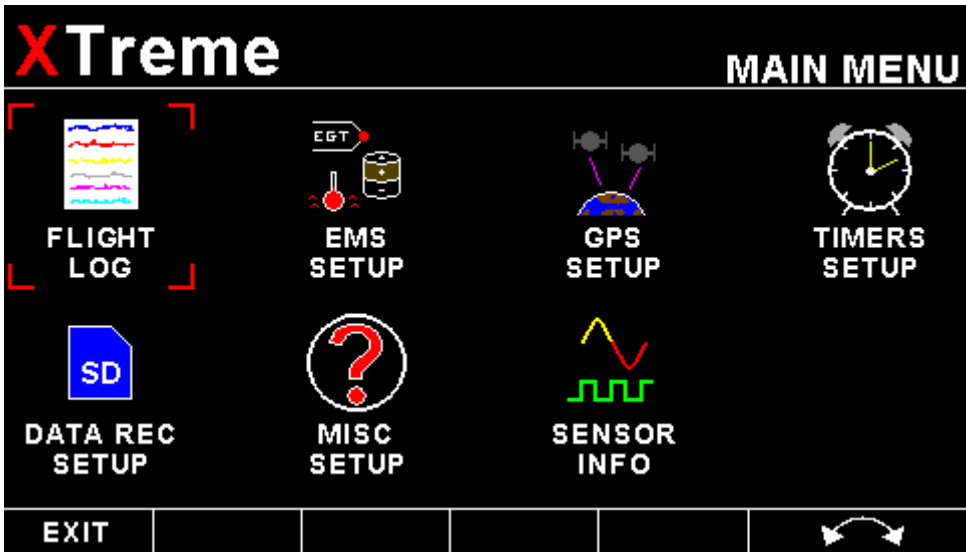 XTreme
MAIN MENU
EGT
FLIGHT
LOG
EMS
SETUP
GPS
SETUP
TIMERS
SETUP
SD
DATA REC
SETUP
MISC
SETUP
SENSOR
INFO
EXIT